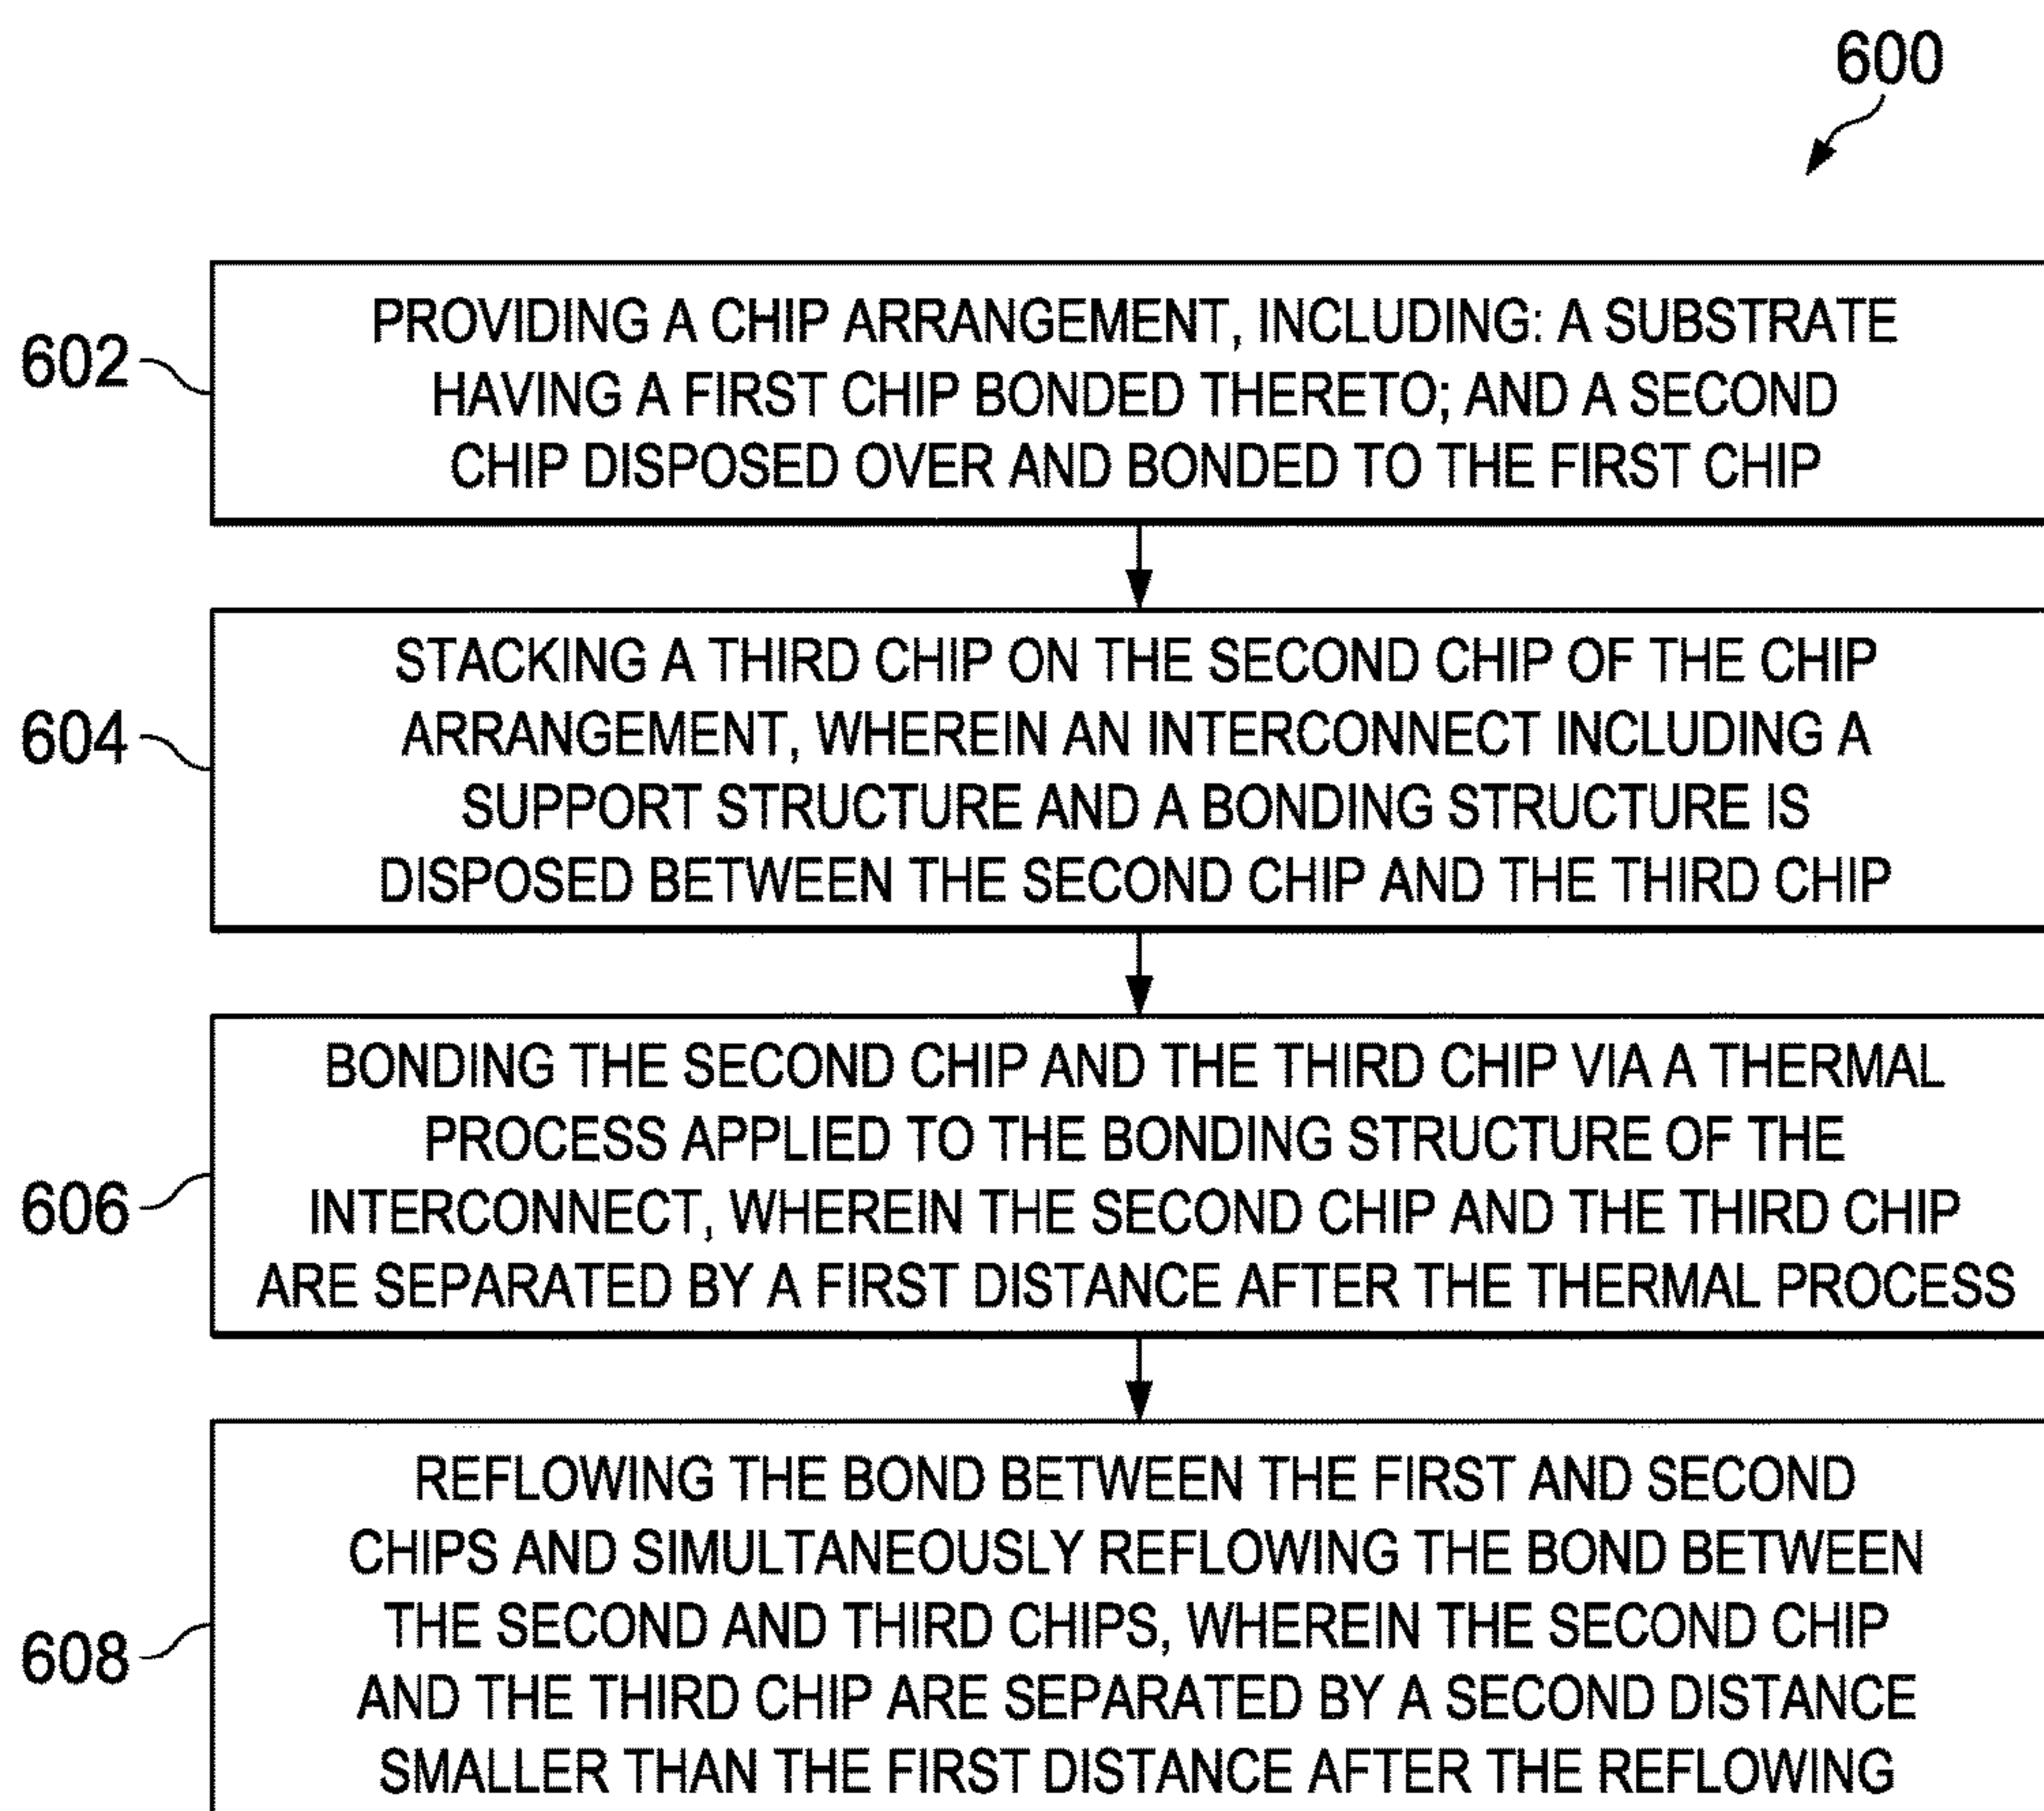 600
602
PROVIDING A CHIP ARRANGEMENT, INCLUDING: A SUBSTRATE
HAVING A FIRST CHIP BONDED THERETO; AND A SECOND
CHIP DISPOSED OVER AND BONDED TO THE FIRST CHIP
604
STACKING A THIRD CHIP ON THE SECOND CHIP OF THE CHIP
ARRANGEMENT, WHEREIN AN INTERCONNECT INCLUDING A
SUPPORT STRUCTURE AND A BONDING STRUCTURE IS
DISPOSED BETWEEN THE SECOND CHIP AND THE THIRD CHIP
606
BONDING THE SECOND CHIP AND THE THIRD CHIP VIA A THERMAL
PROCESS APPLIED TO THE BONDING STRUCTURE OF THE
INTERCONNECT, WHEREIN THE SECOND CHIP AND THE THIRD CHIP
ARE SEPARATED BY A FIRST DISTANCE AFTER THE THERMAL PROCESS
608
REFLOWING THE BOND BETWEEN THE FIRST AND SECOND
CHIPS AND SIMULTANEOUSLY REFLOWING THE BOND BETWEEN
THE SECOND AND THIRD CHIPS, WHEREIN THE SECOND CHIP
AND THE THIRD CHIP ARE SEPARATED BY A SECOND DISTANCE
SMALLER THAN THE FIRST DISTANCE AFTER THE REFLOWING